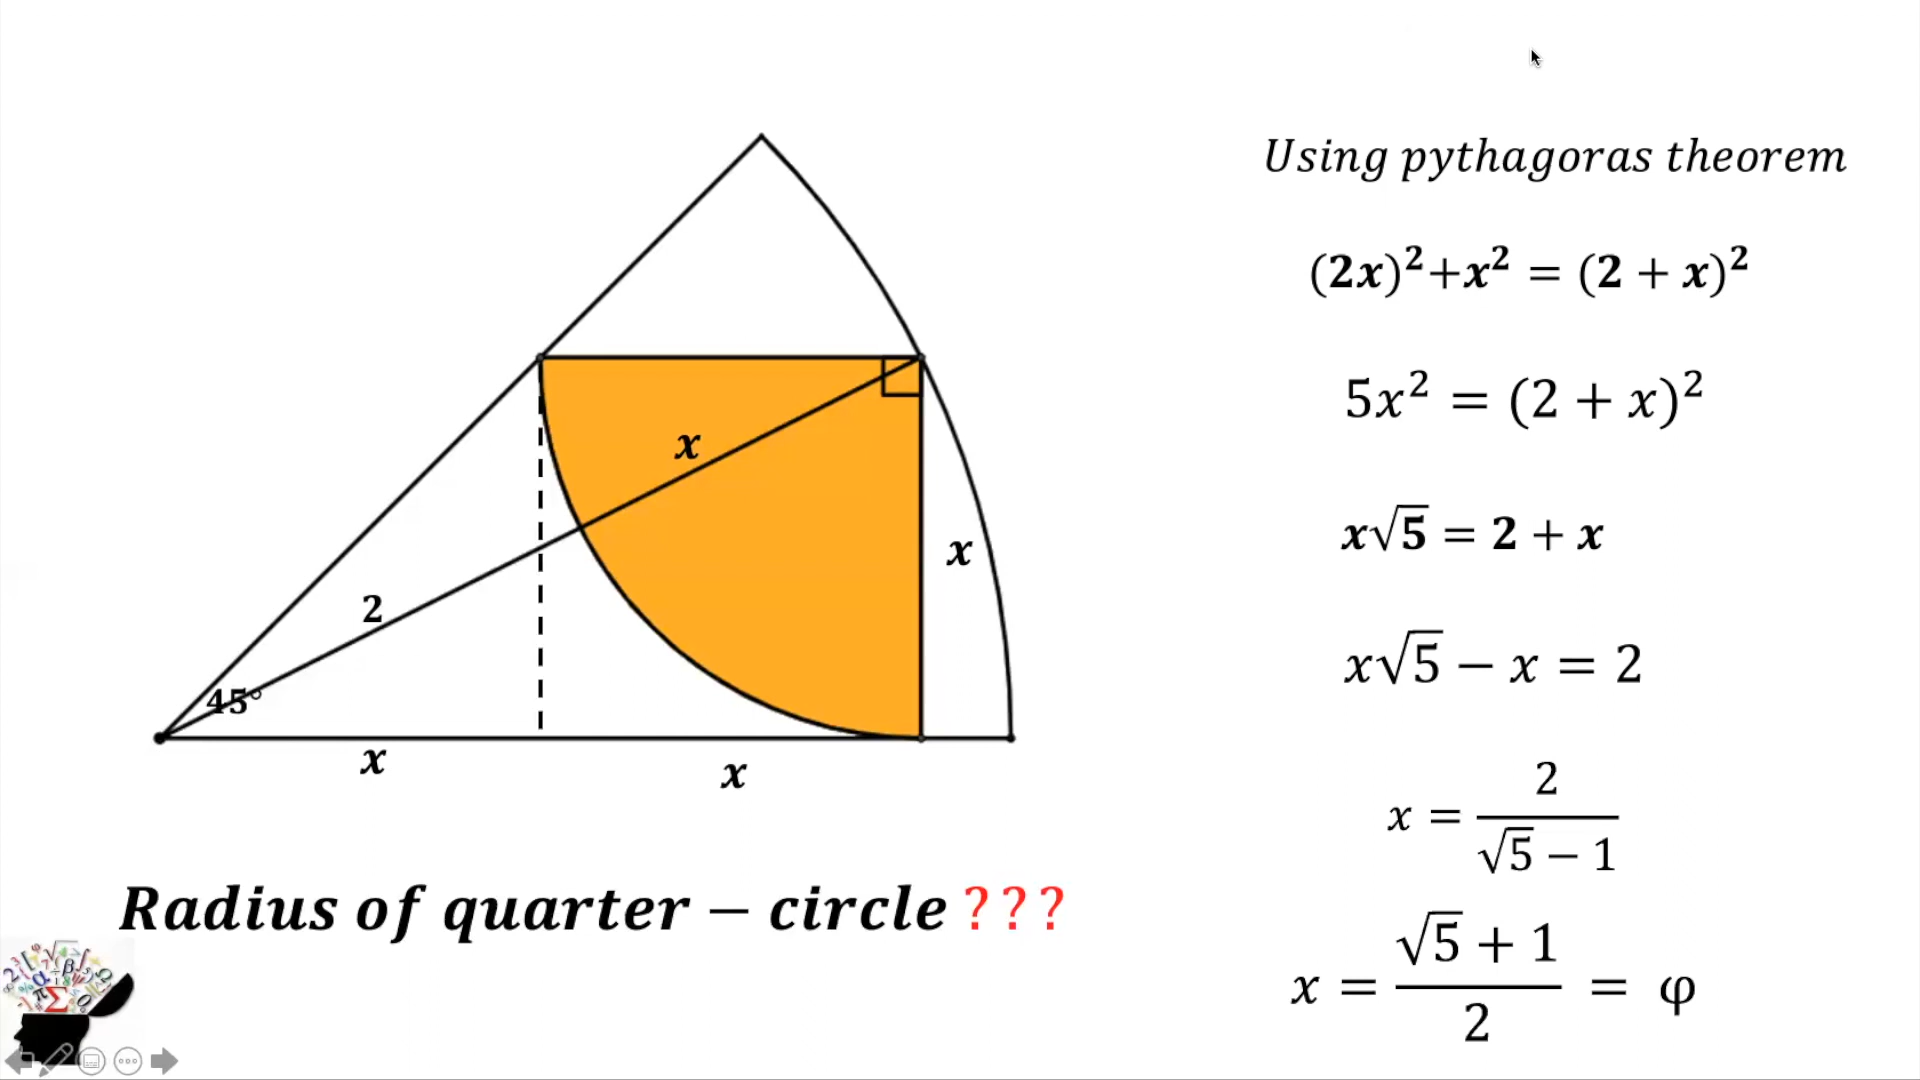 Using pythagoras theorem
(2x)²+x² = (2 + x)²
5x² = (2 + x)²
x
x√5 = 2 + x
x
2
x√5 − x = 2
45°
x
x
x = 2/(√5 − 1)
Radius of quarter − circle ???
x = (√5 + 1)/2 = φ